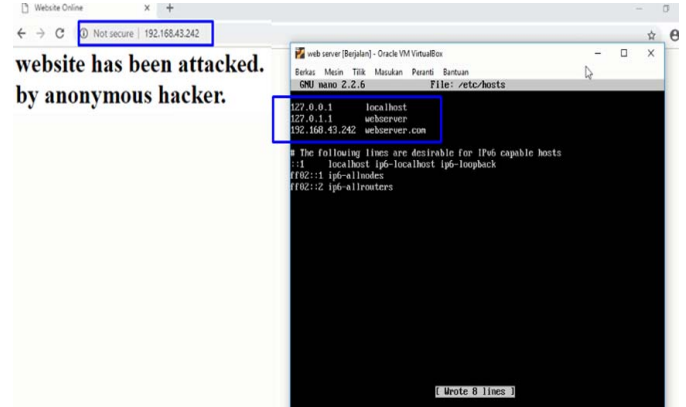 Website Online
Not secure | 192.168.43.242
website has been attacked.
by anonymous hacker.
web server [Berjalan] - Oracle VM VirtualBox
Berkas Mesin Tilik Masukan Peranti Bantuan
GNU nano 2.2.6 File: /etc/hosts
127.0.0.1 localhost
127.0.1.1 webserver
192.168.43.242 webserver.com
# The following lines are desirable for IPv6 capable hosts
::1 localhost ip6-localhost ip6-loopback
ff02::1 ip6-allnodes
ff02::2 ip6-allrouters
[ Wrote 8 lines ]